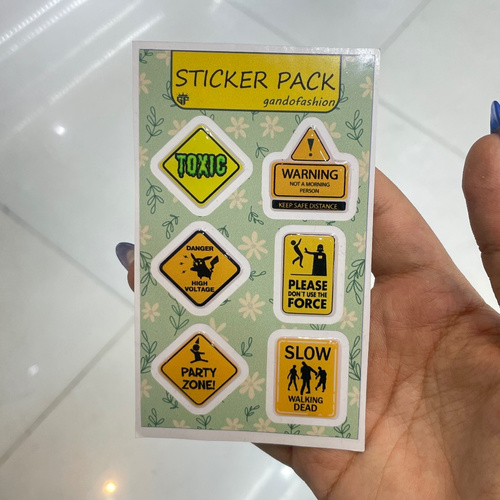 STICKER PACK
gandofashion
TOXIC
WARNING
NOT A MORNING
PERSON
KEEP SAFE DISTANCE
DANGER
HIGH
VOLTAGE
PLEASE
DON'T USE THE
FORCE
PARTY
ZONE!
SLOW
WALKING
DEAD